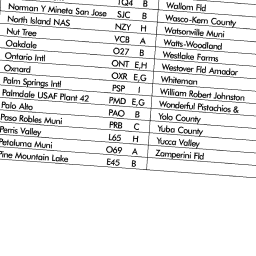 TQ4 B Wallom Fld
Norman Y Mineta San Jose SJC B Wasco-Kern County
North Island NAS NZY H Watsonville Muni
Nut Tree VCB A Watts-Woodland
Oakdale O27 B Westlake Farms
Ontario Intl ONT E,H Westover Fld Amador
Oxnard OXR E,G Whiteman
Palm Springs Intl PSP I William Robert Johnston
Palmdale USAF Plant 42 PMD E,G Wonderful Pistachios &
Palo Alto PAO B Yolo County
Paso Robles Muni PRB C Yuba County
Perris Valley L65 H Yucca Valley
Petaluma Muni O69 A Zamperini Fld
Pine Mountain Lake E45 B